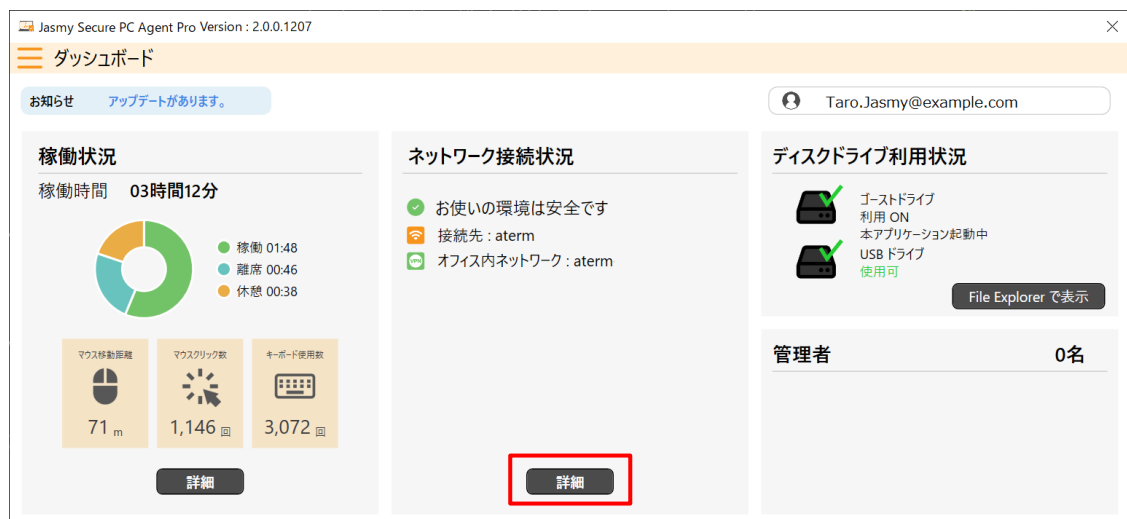 Jasmy Secure PC Agent Pro Version : 2.0.0.1207
ダッシュボード
お知らせ アップデートがあります。
Taro.Jasmy@example.com
稼働状況
稼働時間 03時間12分
稼働 01:48
離席 00:46
休憩 00:38
マウス移動距離
71 m
マウスクリック数
1,146 回
キーボード使用数
3,072 回
詳細
ネットワーク接続状況
お使いの環境は安全です
接続先 : aterm
VPN オフィス内ネットワーク : aterm
詳細
ディスクドライブ利用状況
ゴーストドライブ
利用 ON
本アプリケーション起動中
USB ドライブ
使用可
File Explorer で表示
管理者 0名